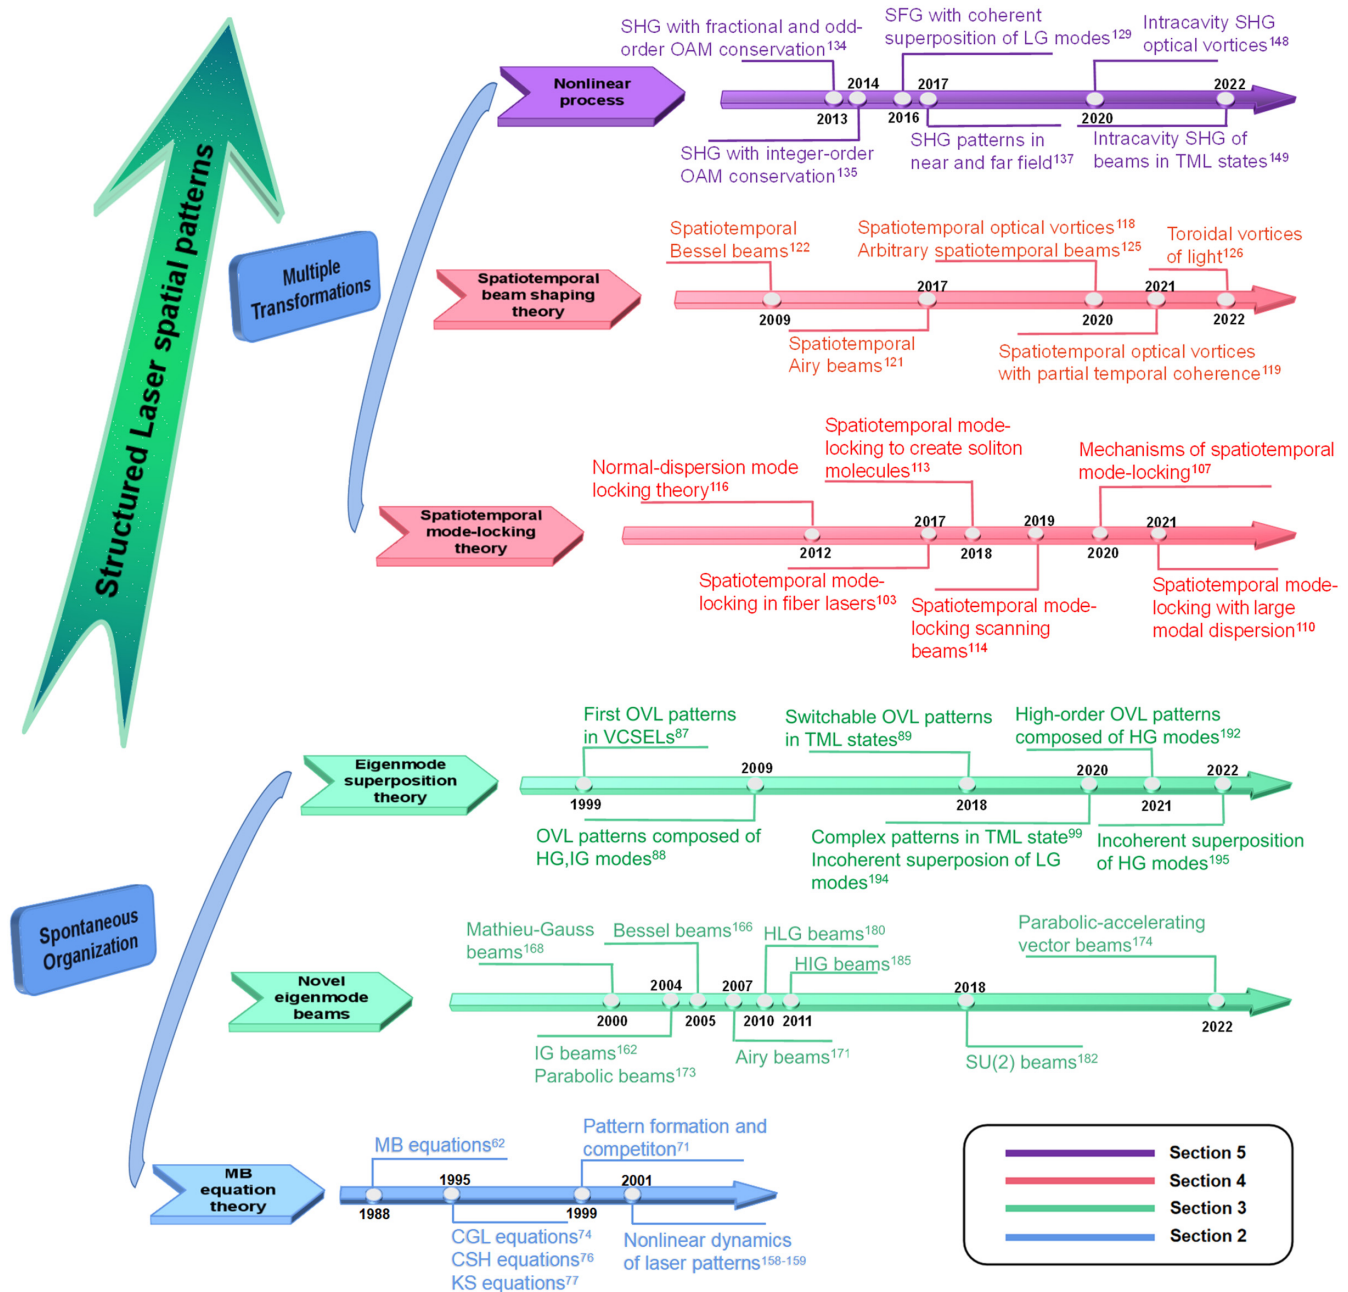 Structured Laser spatial patterns
Multiple
Transformations
Nonlinear
process
SHG with fractional and odd-
order OAM conservation134
SFG with coherent
superposition of LG modes129
Intracavity SHG
optical vortices148
2013
2014
2016
2017
2020
2022
SHG with integer-order
OAM conservation135
SHG patterns in
near and far field137
Intracavity SHG of
beams in TML states149
Spatiotemporal
beam shaping
theory
Spatiotemporal
Bessel beams122
Spatiotemporal optical vortices118
Arbitrary spatiotemporal beams125
Toroidal vortices
of light126
2009
2017
2020
2021
2022
Spatiotemporal
Airy beams121
Spatiotemporal optical vortices
with partial temporal coherence119
Spatiotemporal
mode-locking
theory
Normal-dispersion mode
locking theory116
Spatiotemporal mode-
locking to create soliton
molecules113
Mechanisms of spatiotemporal
mode-locking107
2012
2017
2018
2019
2020
2021
Spatiotemporal mode-
locking in fiber lasers103
Spatiotemporal mode-
locking scanning
beams114
Spatiotemporal mode-
locking with large
modal dispersion110
Spontaneous
Organization
Eigenmode
superposition
theory
First OVL patterns
in VCSELs87
Switchable OVL patterns
in TML states89
High-order OVL patterns
composed of HG modes192
1999
2009
2018
2020
2021
2022
OVL patterns composed of
HG,IG modes88
Complex patterns in TML state99
Incoherent superposion of LG
modes194
Incoherent superposition
of HG modes195
Novel
eigenmode
beams
Mathieu-Gauss
beams168
Bessel beams166
HLG beams180
HIG beams185
Parabolic-accelerating
vector beams174
2000
2004
2005
2007
2010
2011
2018
2022
IG beams162
Parabolic beams173
Airy beams171
SU(2) beams182
MB
equation
theory
MB equations62
Pattern formation and
competiton71
1988
1995
1999
2001
CGL equations74
CSH equations76
KS equations77
Nonlinear dynamics
of laser patterns158-159
Section 5
Section 4
Section 3
Section 2